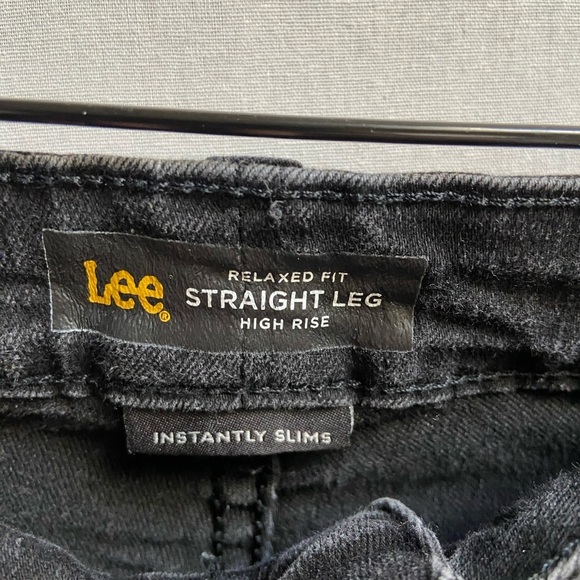 Lee®
RELAXED FIT
STRAIGHT LEG
HIGH RISE
INSTANTLY SLIMS